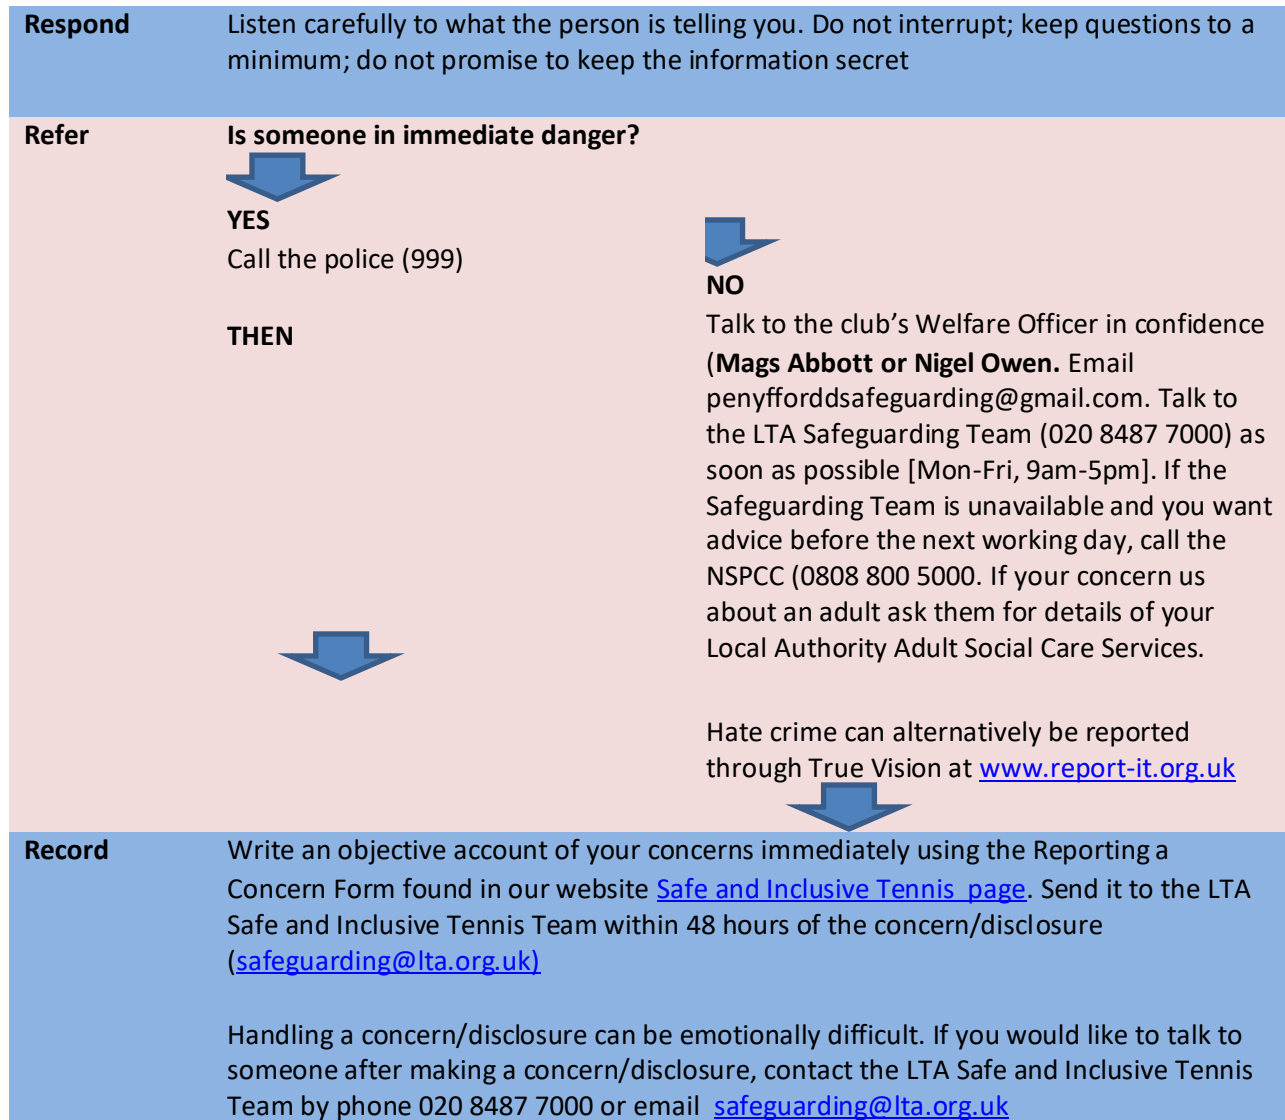 Respond
Listen carefully to what the person is telling you. Do not interrupt; keep questions to a
minimum; do not promise to keep the information secret
Refer
Is someone in immediate danger?
YES
Call the police (999)
THEN
NO
Talk to the club's Welfare Officer in confidence
(Mags Abbott or Nigel Owen. Email
penyfforddsafeguarding@gmail.com. Talk to
the LTA Safeguarding Team (020 8487 7000) as
soon as possible [Mon-Fri, 9am-5pm]. If the
Safeguarding Team is unavailable and you want
advice before the next working day, call the
NSPCC (0808 800 5000. If your concern us
about an adult ask them for details of your
Local Authority Adult Social Care Services.
Hate crime can alternatively be reported
through True Vision at www.report-it.org.uk
Record
Write an objective account of your concerns immediately using the Reporting a
Concern Form found in our website Safe and Inclusive Tennis  page. Send it to the LTA
Safe and Inclusive Tennis Team within 48 hours of the concern/disclosure
(safeguarding@lta.org.uk)
Handling a concern/disclosure can be emotionally difficult. If you would like to talk to
someone after making a concern/disclosure, contact the LTA Safe and Inclusive Tennis
Team by phone 020 8487 7000 or email  safeguarding@lta.org.uk